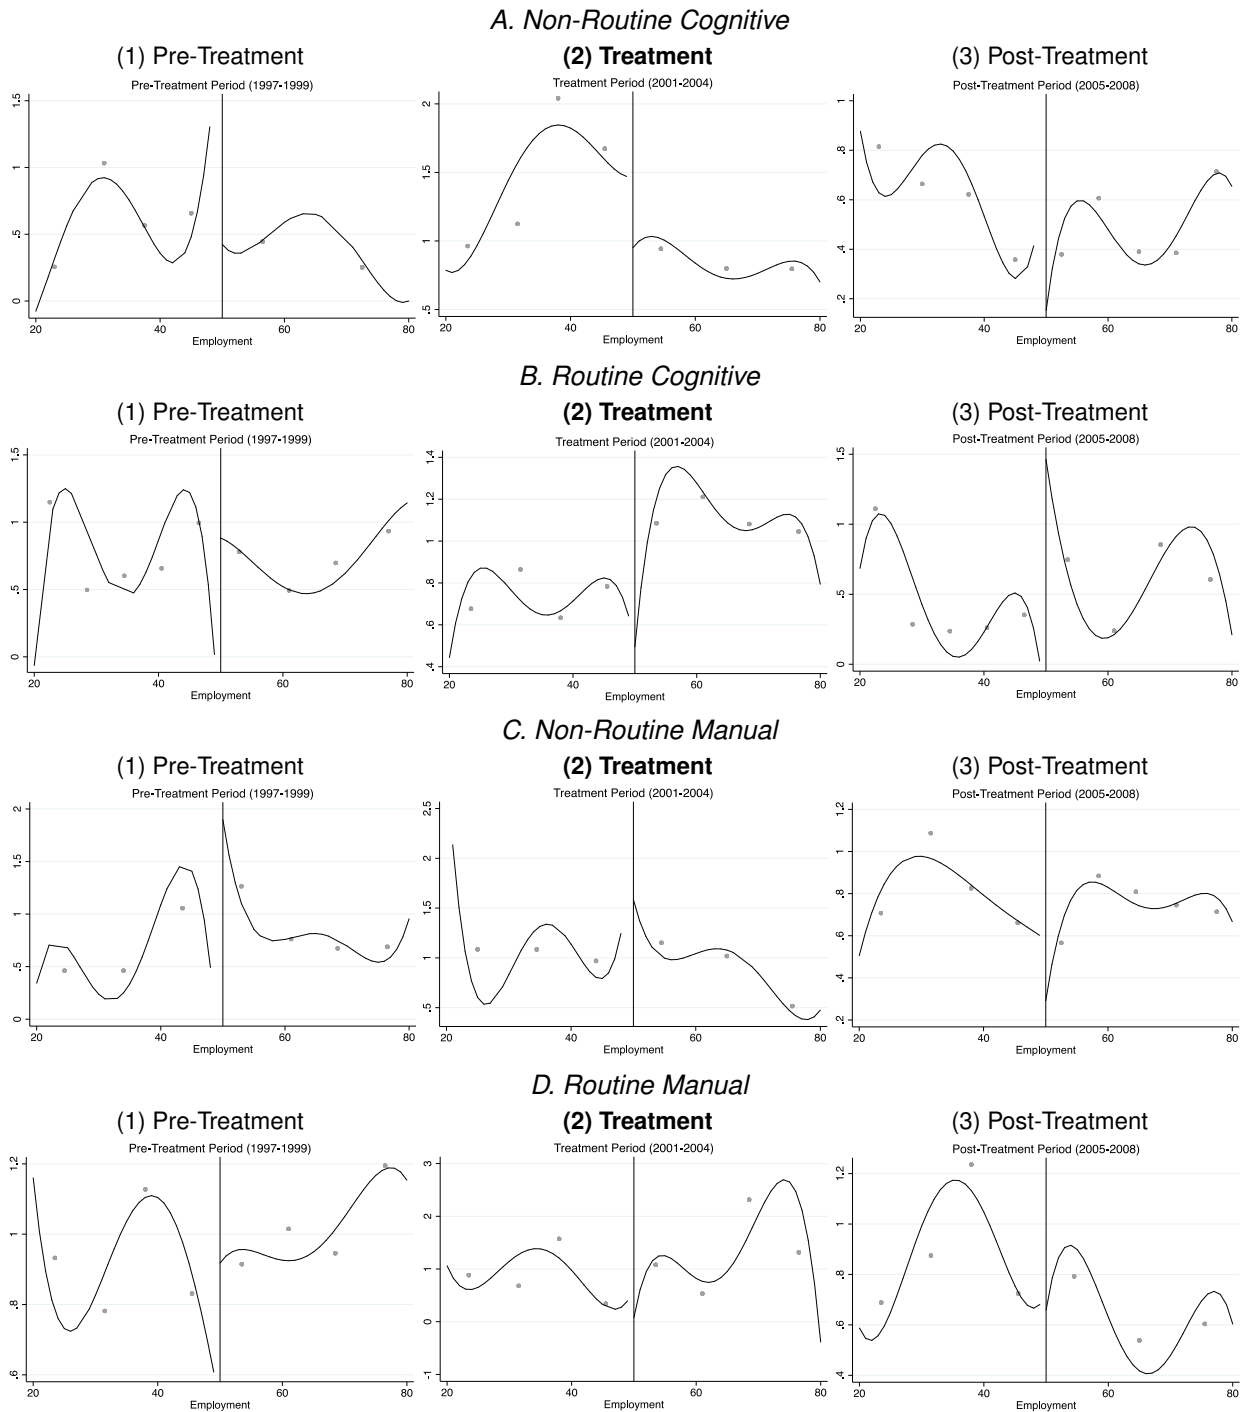 A. Non-Routine Cognitive
(1) Pre-Treatment (2) Treatment (3) Post-Treatment
Pre-Treatment Period (1997-1999) Treatment Period (2001-2004) Post-Treatment Period (2005-2008)
0 .5 1 1.5
20 40 60 80
Employment
.5 1 1.5 2
20 40 60 80
Employment
.2 .4 .6 .8 1
20 40 60 80
Employment
B. Routine Cognitive
(1) Pre-Treatment (2) Treatment (3) Post-Treatment
Pre-Treatment Period (1997-1999) Treatment Period (2001-2004) Post-Treatment Period (2005-2008)
0 .5 1 1.5
20 40 60 80
Employment
.4 .6 .8 1 1.2 1.4
20 40 60 80
Employment
0 .5 1 1.5
20 40 60 80
Employment
C. Non-Routine Manual
(1) Pre-Treatment (2) Treatment (3) Post-Treatment
Pre-Treatment Period (1997-1999) Treatment Period (2001-2004) Post-Treatment Period (2005-2008)
0 .5 1 1.5 2
20 40 60 80
Employment
.5 1 1.5 2 2.5
20 40 60 80
Employment
.2 .4 .6 .8 1 1.2
20 40 60 80
Employment
D. Routine Manual
(1) Pre-Treatment (2) Treatment (3) Post-Treatment
Pre-Treatment Period (1997-1999) Treatment Period (2001-2004) Post-Treatment Period (2005-2008)
.6 .8 1 1.2
20 40 60 80
Employment
-1 0 1 2 3
20 40 60 80
Employment
.4 .6 .8 1 1.2
20 40 60 80
Employment